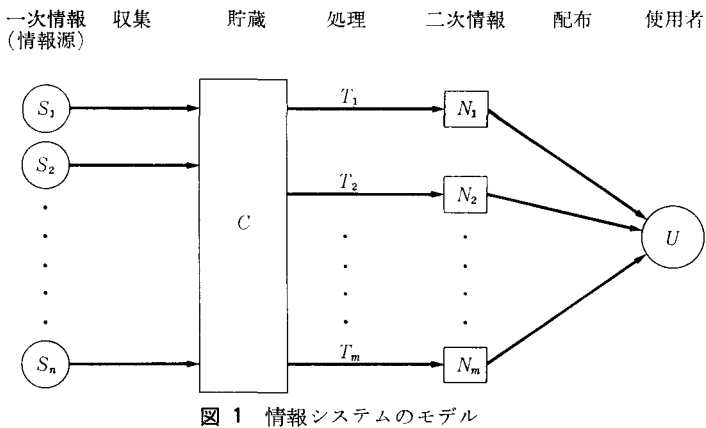 一次情報 収集 貯蔵 処理 二次情報 配布 使用者
(情報源)
S₁ T₁ N₁
S₂ T₂ N₂
C U
Sₙ Tₘ Nₘ
図 1 情報システムのモデル